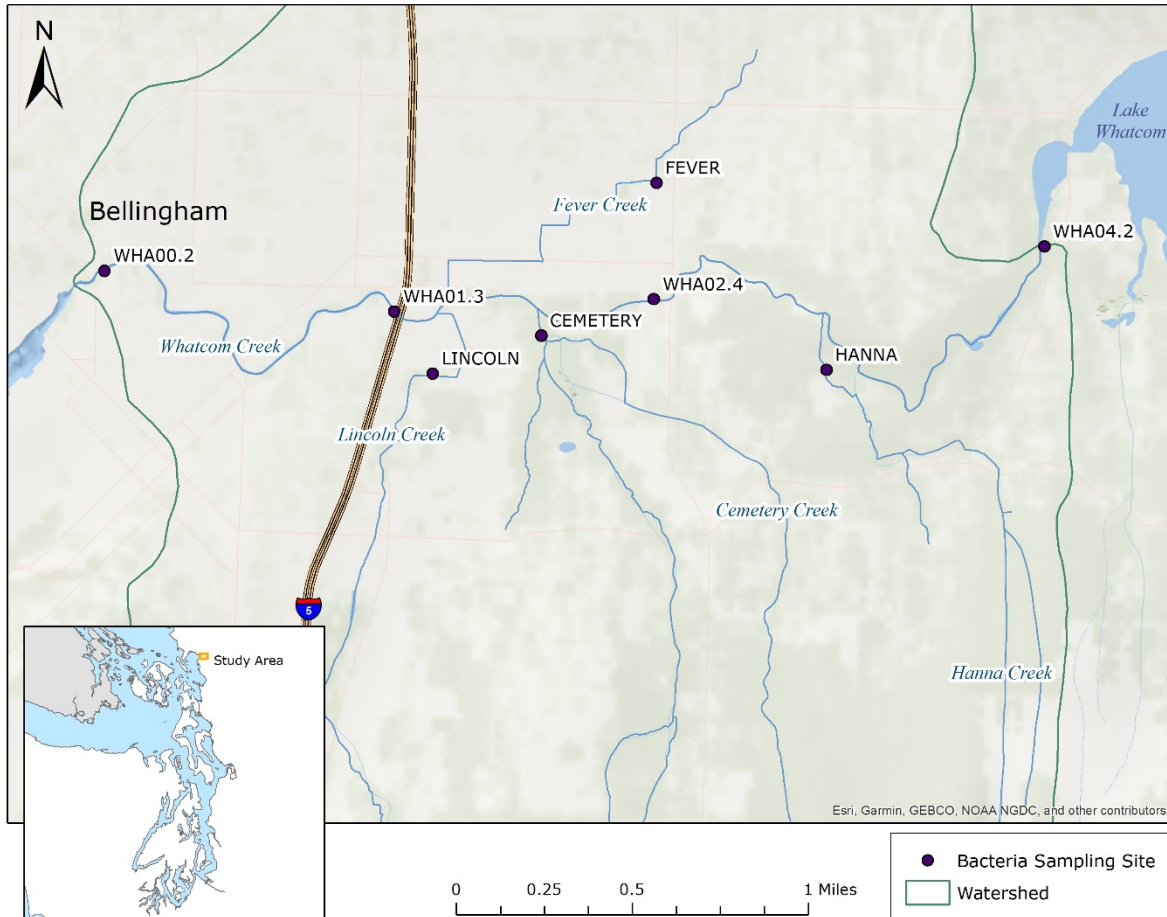 N
Lake
Whatcom
FEVER
Fever Creek
Bellingham
WHA00.2
WHA04.2
WHA01.3
WHA02.4
CEMETERY
Whatcom Creek
LINCOLN
HANNA
Lincoln Creek
Cemetery Creek
5
Hanna Creek
Study Area
Esri, Garmin, GEBCO, NOAA NGDC, and other contributors
0 0.25 0.5 1 Miles
Bacteria Sampling Site
Watershed